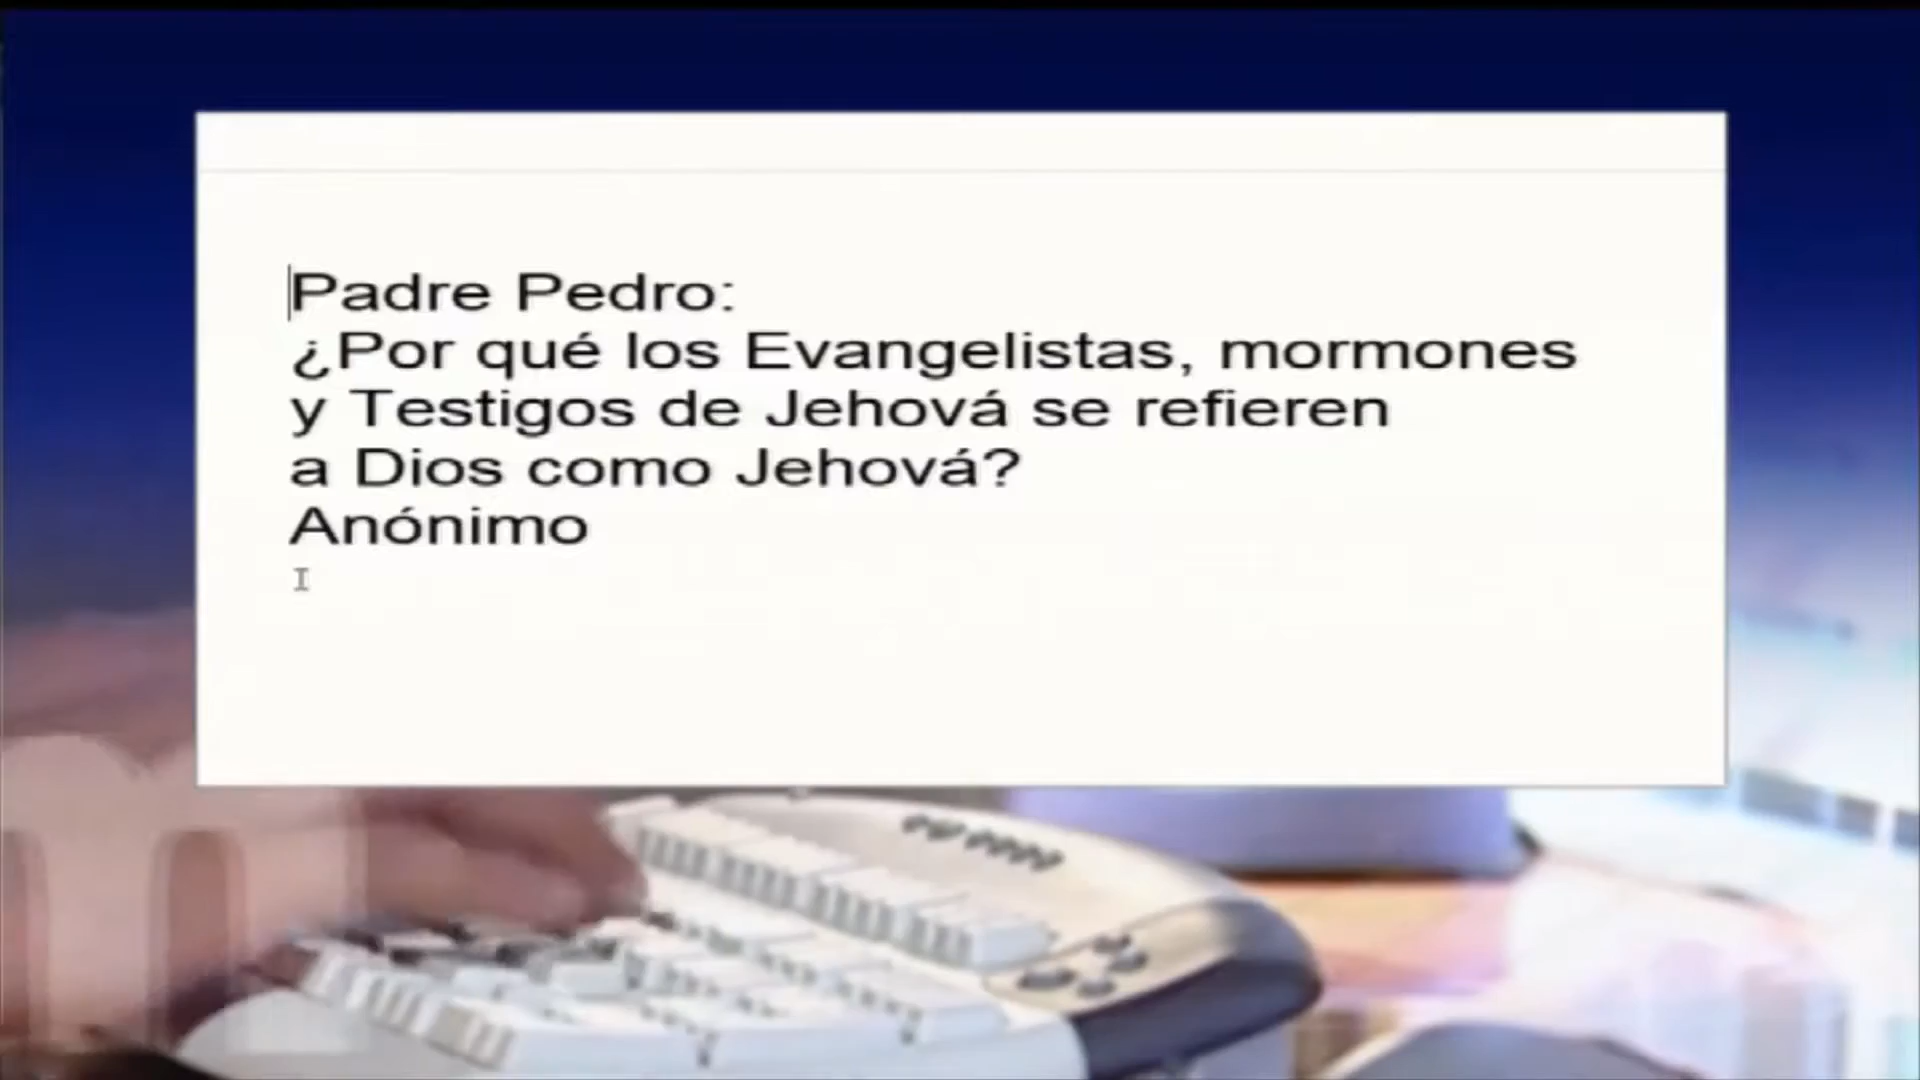 Padre Pedro:
¿Por qué los Evangelistas, mormones
y Testigos de Jehová se refieren
a Dios como Jehová?
Anónimo